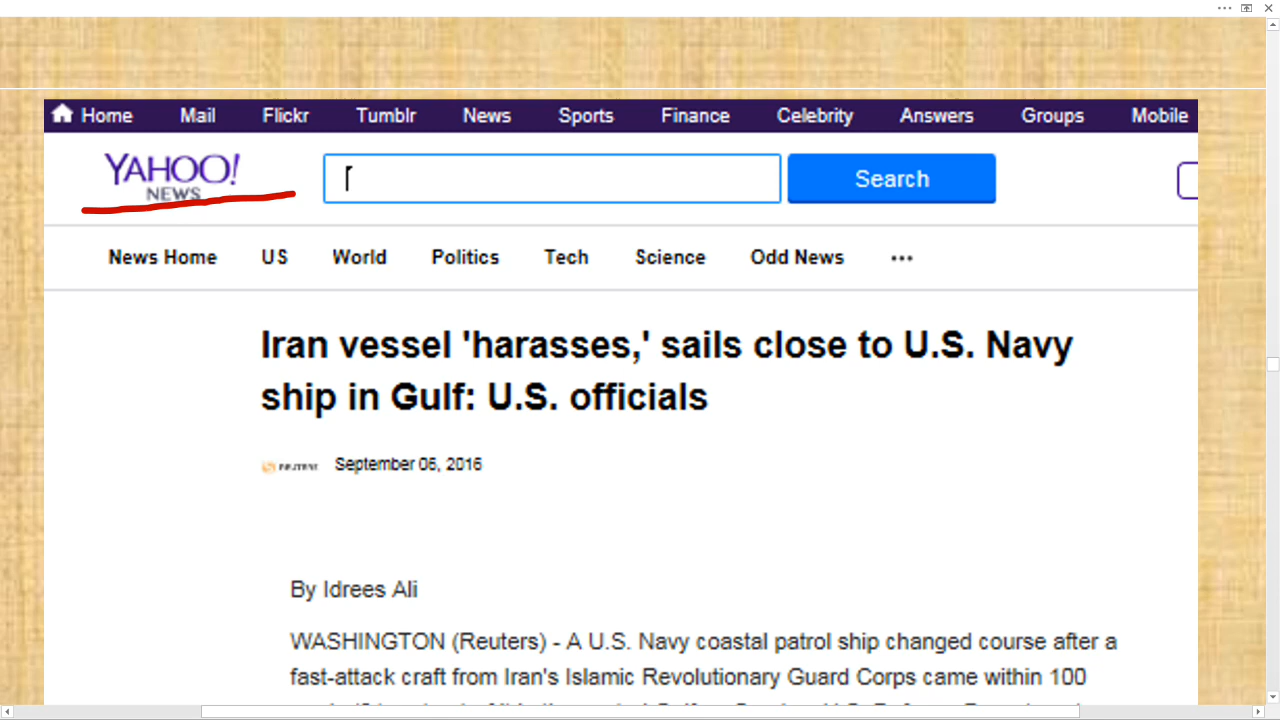 Home Mail Flickr Tumblr News Sports Finance Celebrity Answers Groups Mobile
YAHOO!
NEWS
Search
News Home US World Politics Tech Science Odd News •••
Iran vessel 'harasses,' sails close to U.S. Navy
ship in Gulf: U.S. officials
REUTERS September 06, 2016
By Idrees Ali
WASHINGTON (Reuters) - A U.S. Navy coastal patrol ship changed course after a
fast-attack craft from Iran's Islamic Revolutionary Guard Corps came within 100